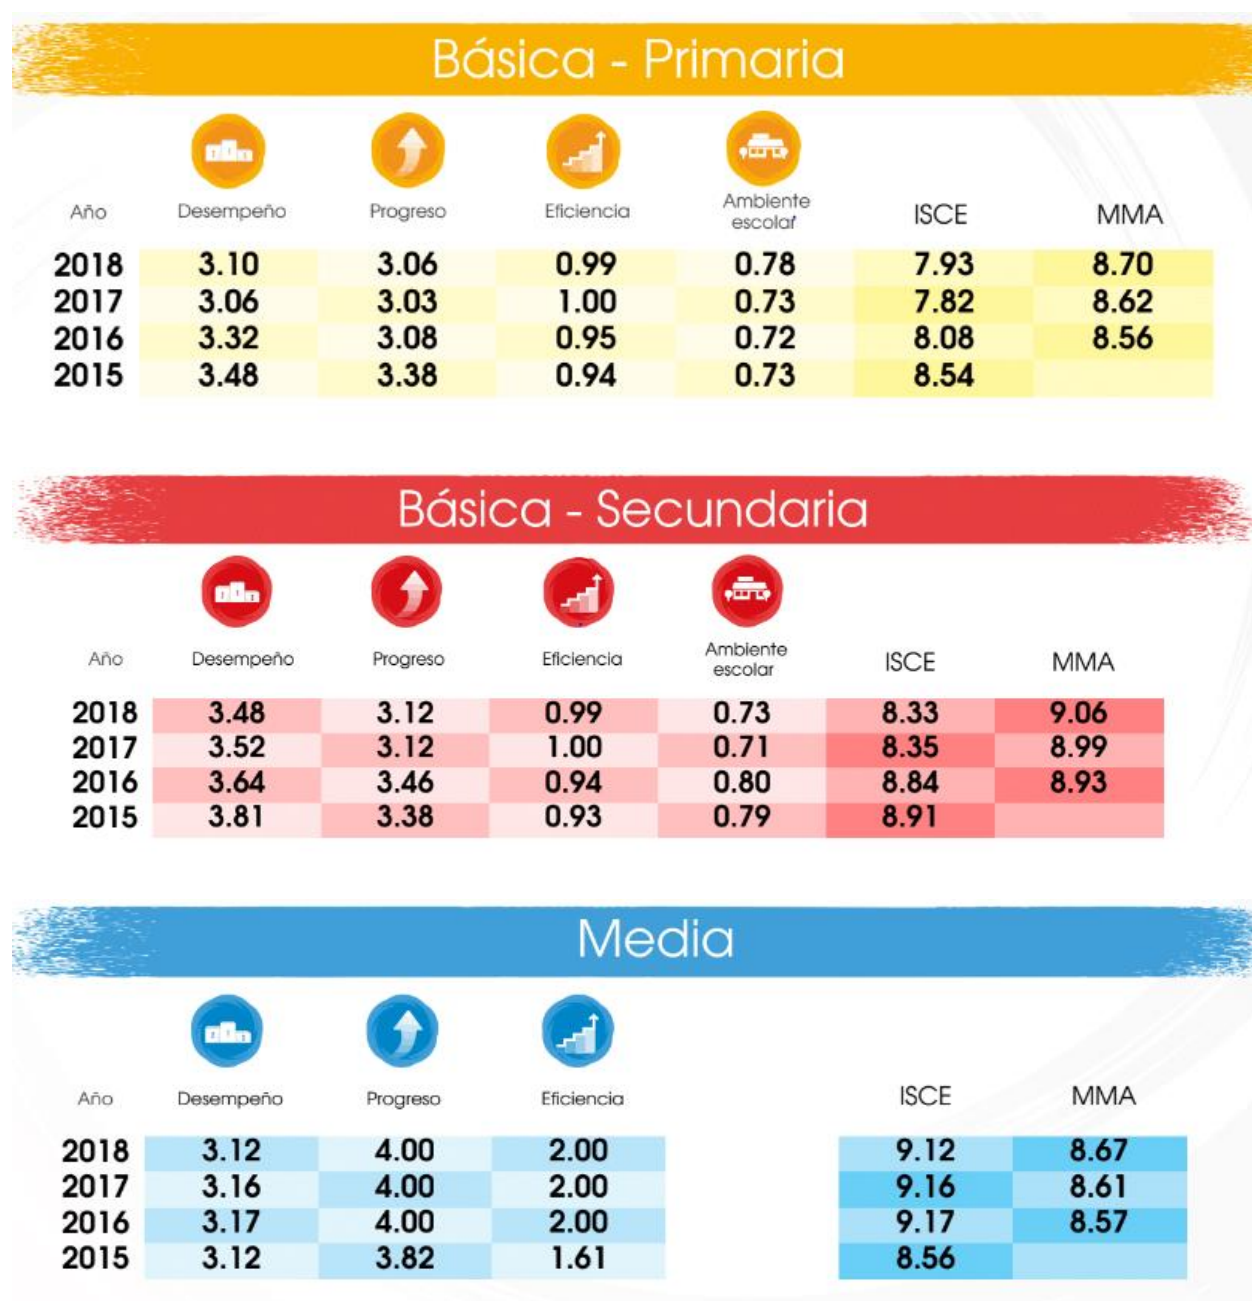 Básica - Primaria
Año Desempeño Progreso Eficiencia Ambiente escolar ISCE MMA
2018 3.10 3.06 0.99 0.78 7.93 8.70
2017 3.06 3.03 1.00 0.73 7.82 8.62
2016 3.32 3.08 0.95 0.72 8.08 8.56
2015 3.48 3.38 0.94 0.73 8.54
Básica - Secundaria
Año Desempeño Progreso Eficiencia Ambiente escolar ISCE MMA
2018 3.48 3.12 0.99 0.73 8.33 9.06
2017 3.52 3.12 1.00 0.71 8.35 8.99
2016 3.64 3.46 0.94 0.80 8.84 8.93
2015 3.81 3.38 0.93 0.79 8.91
Media
Año Desempeño Progreso Eficiencia ISCE MMA
2018 3.12 4.00 2.00 9.12 8.67
2017 3.16 4.00 2.00 9.16 8.61
2016 3.17 4.00 2.00 9.17 8.57
2015 3.12 3.82 1.61 8.56